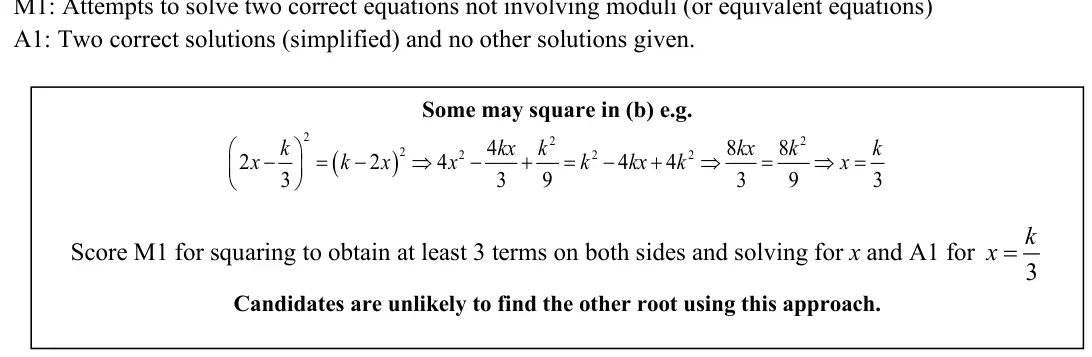 M1: Attempts to solve two correct equations not involving moduli (or equivalent equations)
A1: Two correct solutions (simplified) and no other solutions given.
Some may square in (b) e.g.
(2x − k/3)² = (k − 2x)² ⇒ 4x² − 4kx/3 + k²/9 = k² − 4kx + 4k² ⇒ 8kx/3 = 8k²/9 ⇒ x = k/3
Score M1 for squaring to obtain at least 3 terms on both sides and solving for x and A1 for x = k/3
Candidates are unlikely to find the other root using this approach.